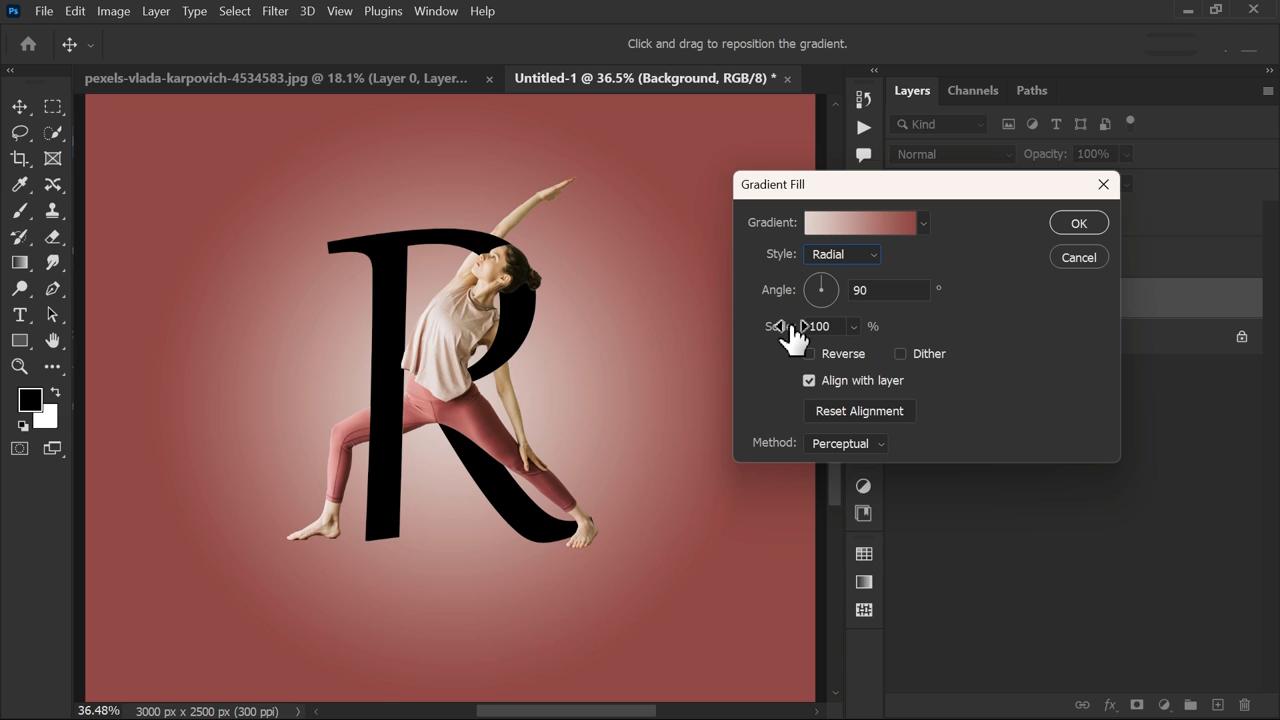 Ps File Edit Image Layer Type Select Filter 3D View Plugins Window Help
Click and drag to reposition the gradient.
pexels-vlada-karpovich-4534583.jpg @ 18.1% (Layer 0, Layer... ×
Untitled-1 @ 36.5% (Background, RGB/8) * ×
Layers Channels Paths
Kind
Normal Opacity: 100%
Gradient Fill
Gradient:
OK
Style: Radial
Cancel
Angle: 90 °
100 %
Reverse Dither
Align with layer
Reset Alignment
Method: Perceptual
R
36.48% 3000 px x 2500 px (300 ppi)